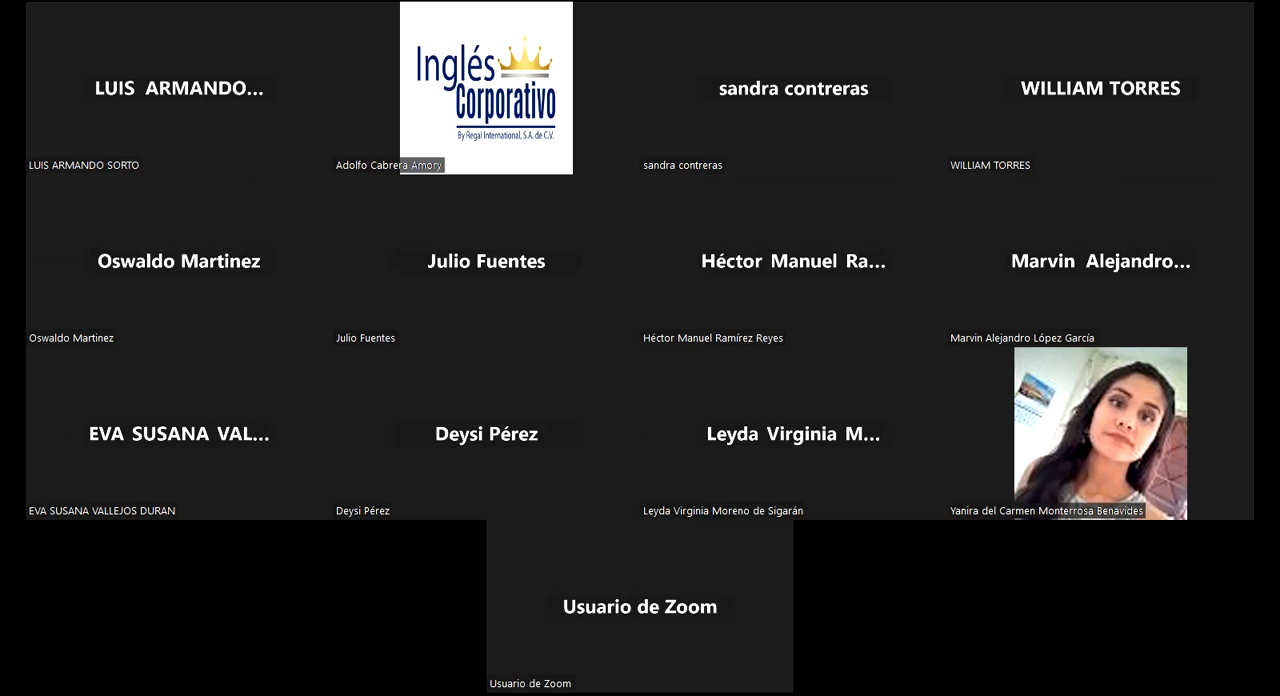 LUIS ARMANDO...
LUIS ARMANDO SORTO
Inglés
Corporativo
By Regal International, S.A. de C.V.
Adolfo Cabrera Amory
sandra contreras
sandra contreras
WILLIAM TORRES
WILLIAM TORRES
Oswaldo Martinez
Oswaldo Martinez
Julio Fuentes
Julio Fuentes
Héctor Manuel Ra...
Héctor Manuel Ramírez Reyes
Marvin Alejandro...
Marvin Alejandro López García
EVA SUSANA VAL...
EVA SUSANA VALLEJOS DURAN
Deysi Pérez
Deysi Pérez
Leyda Virginia M...
Leyda Virginia Moreno de Sigarán
Yanira del Carmen Monterrosa Benavides
Usuario de Zoom
Usuario de Zoom